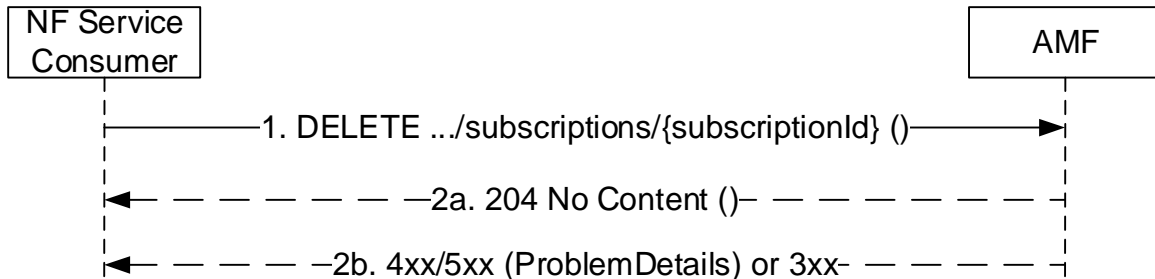 NF Service
Consumer
AMF
1. DELETE .../subscriptions/{subscriptionId} ()
2a. 204 No Content ()
2b. 4xx/5xx (ProblemDetails) or 3xx